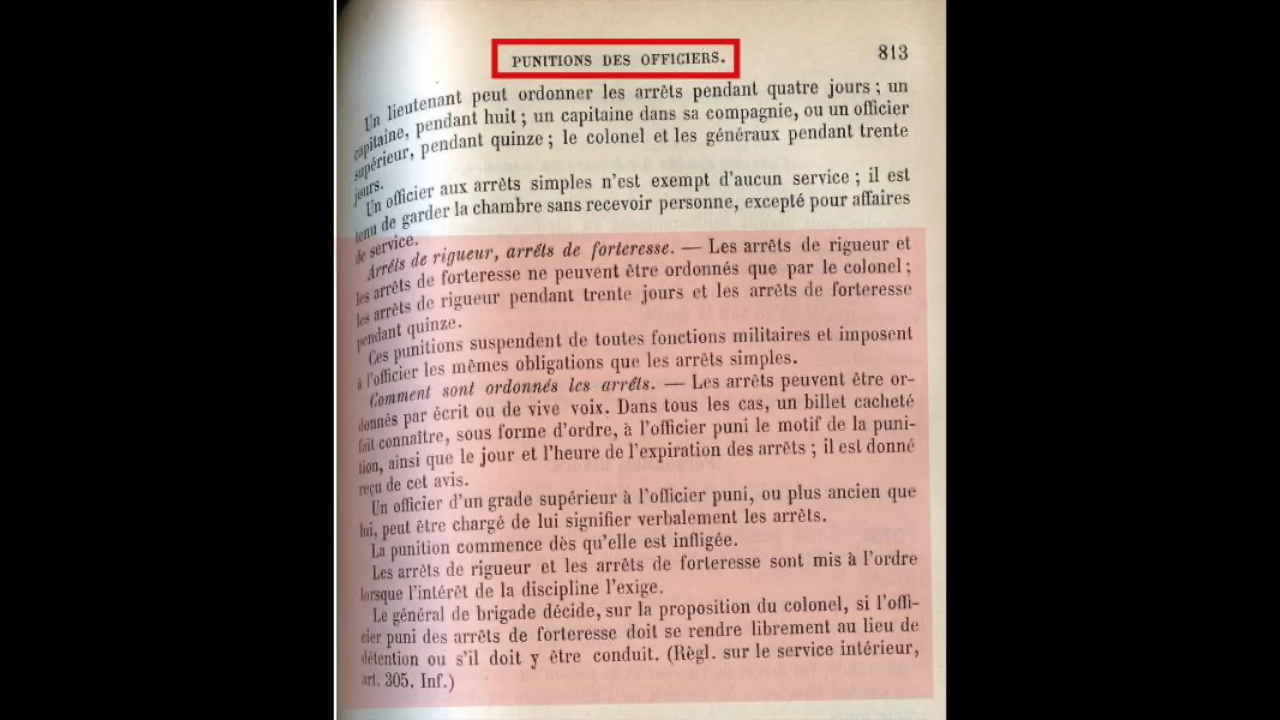 PUNITIONS DES OFFICIERS. 813
Un lieutenant peut ordonner les arrêts pendant quatre jours ; un
capitaine, pendant huit ; un capitaine dans sa compagnie, ou un officier
supérieur, pendant quinze ; le colonel et les généraux pendant trente
jours.
Un officier aux arrêts simples n'est exempt d'aucun service ; il est
tenu de garder la chambre sans recevoir personne, excepté pour affaires
de service.
Arrêts de rigueur, arrêts de forteresse. — Les arrêts de rigueur et
les arrêts de forteresse ne peuvent être ordonnés que par le colonel ;
les arrêts de rigueur pendant trente jours et les arrêts de forteresse
pendant quinze.
Ces punitions suspendent de toutes fonctions militaires et imposent
à l'officier les mêmes obligations que les arrêts simples.
Comment sont ordonnés les arrêts. — Les arrêts peuvent être or-
donnés par écrit ou de vive voix. Dans tous les cas, un billet cacheté
fait connaître, sous forme d'ordre, à l'officier puni le motif de la puni-
tion, ainsi que le jour et l'heure de l'expiration des arrêts ; il est donné
reçu de cet avis.
Un officier d'un grade supérieur à l'officier puni, ou plus ancien que
lui, peut être chargé de lui signifier verbalement les arrêts.
La punition commence dès qu'elle est infligée.
Les arrêts de rigueur et les arrêts de forteresse sont mis à l'ordre
lorsque l'intérêt de la discipline l'exige.
Le général de brigade décide, sur la proposition du colonel, si l'offi-
cier puni des arrêts de forteresse doit se rendre librement au lieu de
détention ou s'il doit y être conduit. (Règl. sur le service intérieur,
art. 305. Inf.)